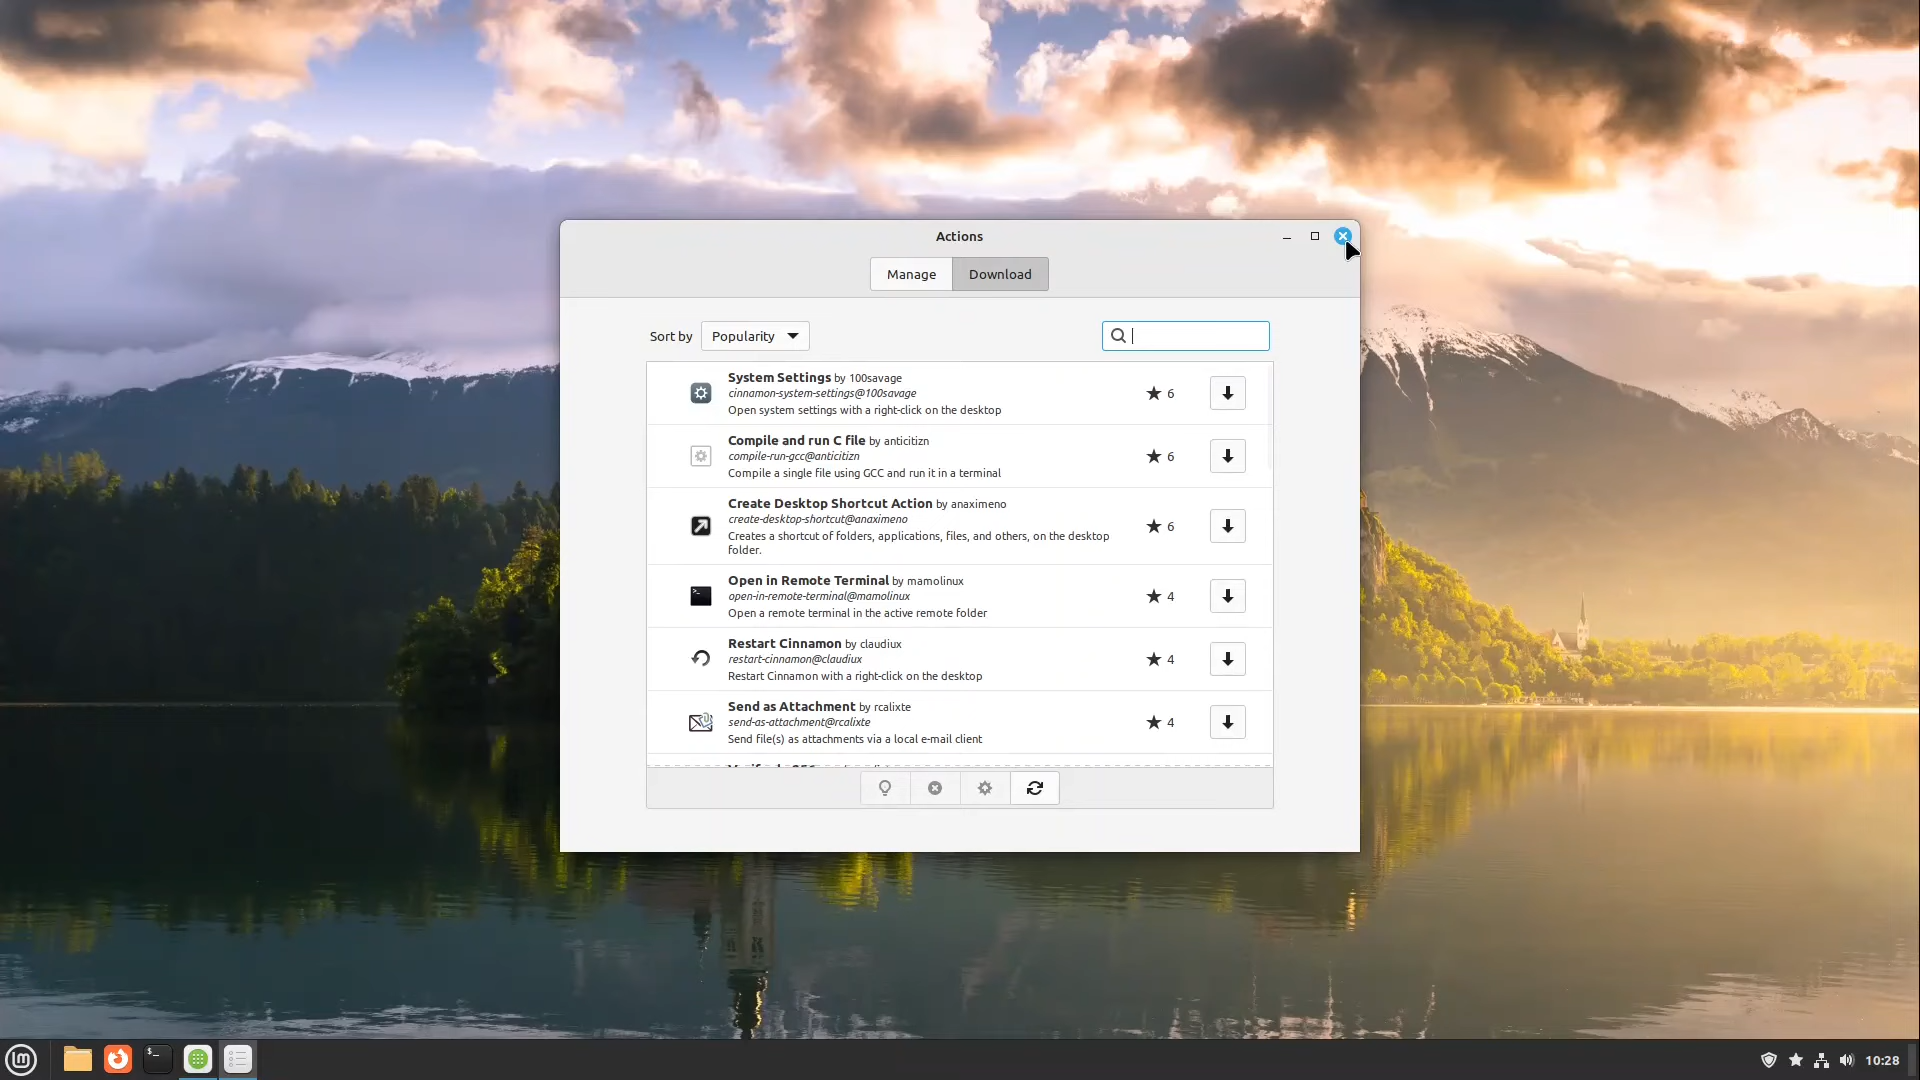 Actions
Manage
Download
Sort by
Popularity
System Settings by 100savage
★ 6
cinnamon-system-settings@100savage
Open system settings with a right-click on the desktop
Compile and run C file by anticitizn
★ 6
compile-run-gcc@anticitizn
Compile a single file using GCC and run it in a terminal
Create Desktop Shortcut Action by anaximeno
★ 6
create-desktop-shortcut@anaximeno
Creates a shortcut of folders, applications, files, and others, on the desktop
folder.
Open in Remote Terminal by mamolinux
★ 4
open-in-remote-terminal@mamolinux
Open a remote terminal in the active remote folder
Restart Cinnamon by claudiux
★ 4
restart-cinnamon@claudiux
Restart Cinnamon with a right-click on the desktop
Send as Attachment by rcalixte
★ 4
send-as-attachment@rcalixte
Send file(s) as attachments via a local e-mail client
10:28